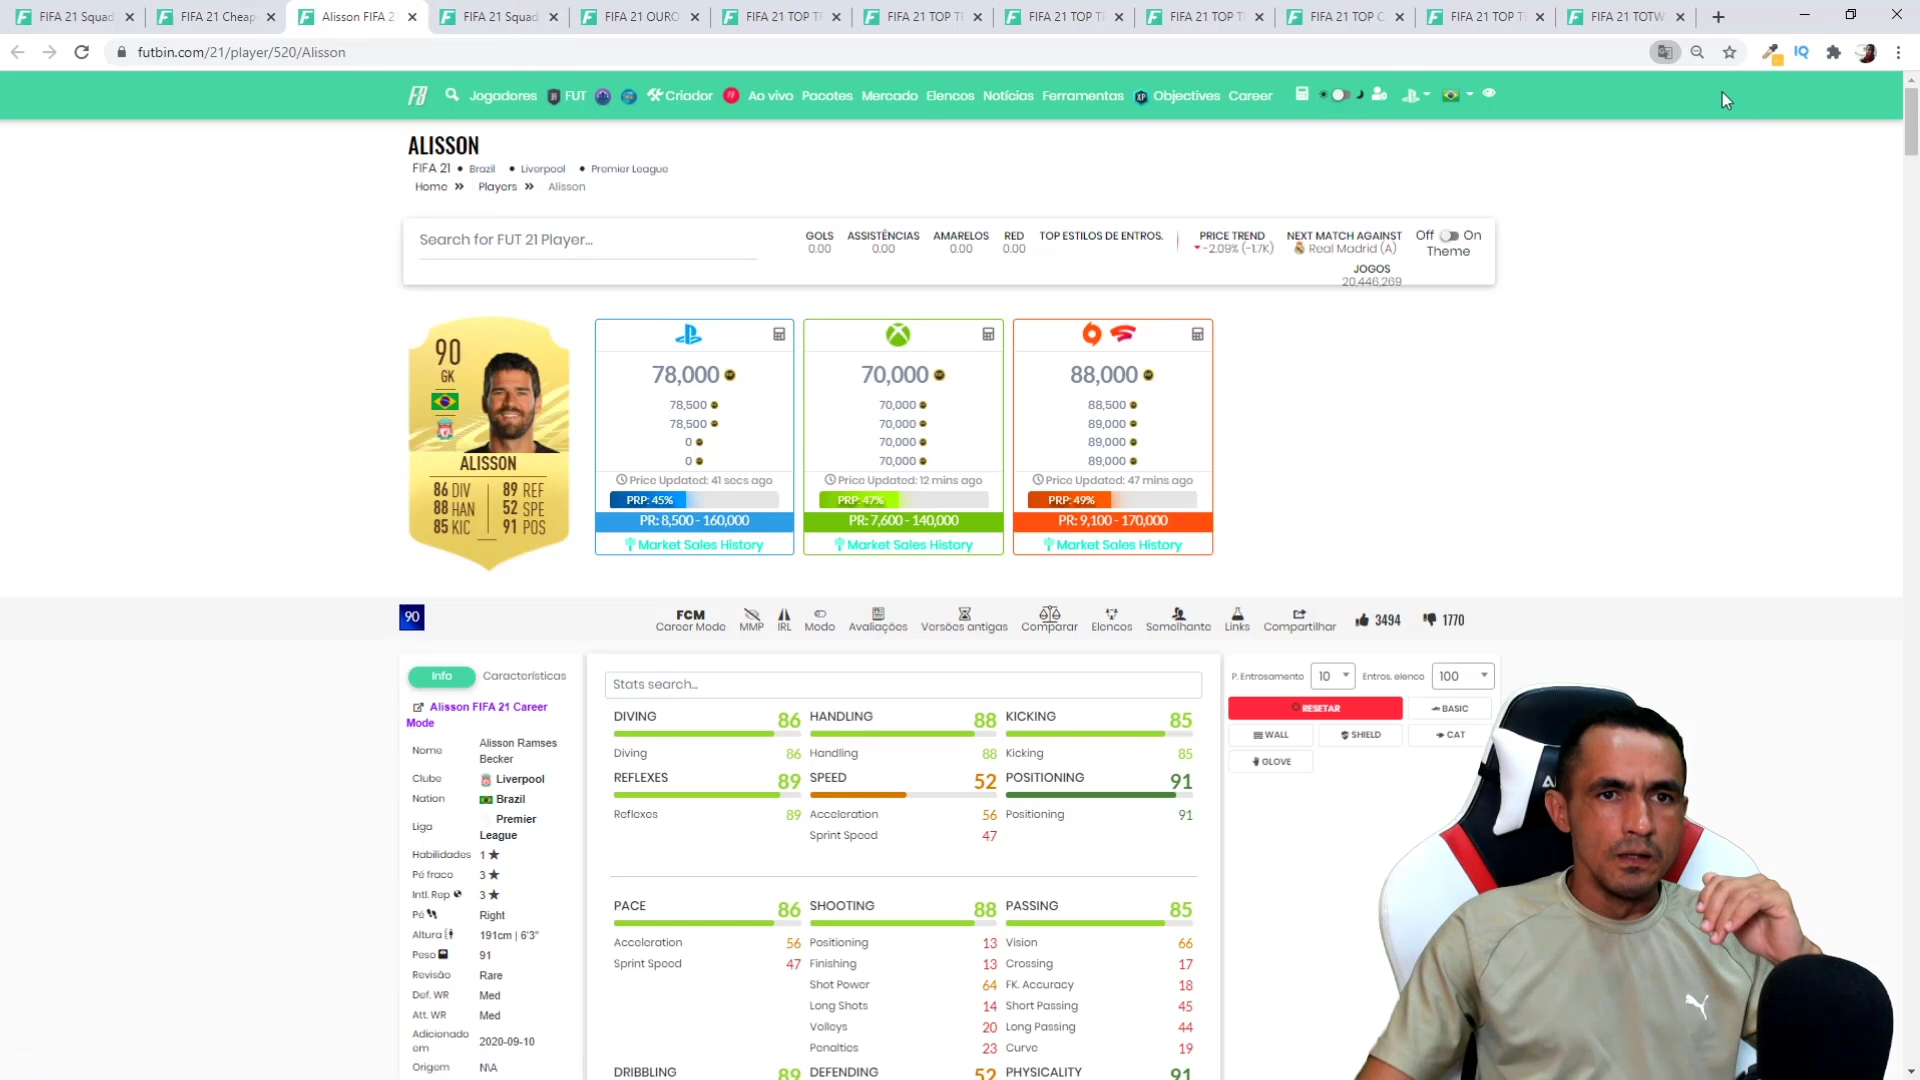 FIFA 21 Squad
FIFA 21 Cheap
Alisson FIFA 2
FIFA 21 Squad
FIFA 21 OURO
FIFA 21 TOP
FIFA 21 TOP
FIFA 21 TOP
FIFA 21 TOP
FIFA 21 TOP
FIFA 21 TOP
FIFA 21 TOTW
futbin.com/21/player/520/Alisson
IQ
FB Jogadores FUT Criador Ao vivo Pacotes Mercado Elencos Notícias Ferramentas XP Objectives Career
ALISSON
FIFA 21 • Brazil • Liverpool • Premier League
Home » Players » Alisson
Search for FUT 21 Player...
GOLS
0.00
ASSISTÊNCIAS
0.00
AMARELOS
0.00
RED
0.00
TOP ESTILOS DE ENTROS.
PRICE TREND
-2.09% (-1.7K)
NEXT MATCH AGAINST
Real Madrid (A)
JOGOS
20,446,269
Off On
Theme
90
GK
ALISSON
86 DIV 89 REF
88 HAN 52 SPE
85 KIC 91 POS
78,000
78,500
78,500
0
0
Price Updated: 41 secs ago
PRP: 45%
PR: 8,500 - 160,000
Market Sales History
70,000
70,000
70,000
70,000
70,000
Price Updated: 12 mins ago
PRP: 47%
PR: 7,600 - 140,000
Market Sales History
88,000
88,500
89,000
89,000
89,000
Price Updated: 47 mins ago
PRP: 49%
PR: 9,100 - 170,000
Market Sales History
90
FCM
Career Mode
MMP
IRL
Modo
Avaliações
Versões antigas
Comparar
Elencos
Semelhante
Links
Compartilhar
3494
1770
Info Características
Alisson FIFA 21 Career
Mode
Nome Alisson Ramses
Becker
Clube Liverpool
Nation Brazil
Liga Premier
League
Habilidades 1
Pé fraco 3
Intl. Rep 3
Pé Right
Altura 191cm | 6'3"
Peso 91
Revisão Rare
Def. WR Med
Att. WR Med
Adicionado
em 2020-09-10
Origem N\A
Stats search...
DIVING 86 HANDLING 88 KICKING 85
Diving 86 Handling 88 Kicking 85
REFLEXES 89 SPEED 52 POSITIONING 91
Reflexes 89 Acceleration 56 Positioning 91
Sprint Speed 47
PACE 86 SHOOTING 88 PASSING 85
Acceleration 56 Positioning 13 Vision 66
Sprint Speed 47 Finishing 13 Crossing 17
Shot Power 64 FK. Accuracy 18
Long Shots 14 Short Passing 45
Volleys 20 Long Passing 44
Penalties 23 Curve 19
DRIBBLING 89 DEFENDING 52 PHYSICALITY 91
P. Entrosamento 10 Entros. elenco 100
RESETAR BASIC
WALL SHIELD CAT
GLOVE